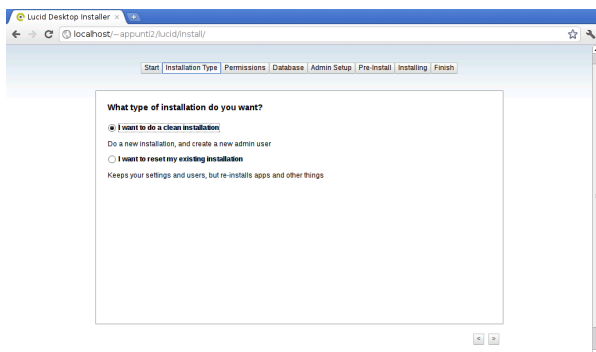 Lucid Desktop Installer
localhost/~appunti2/lucid/install/
Start Installation Type Permissions Database Admin Setup Pre-Install Installing Finish
What type of installation do you want?
I want to do a clean installation
Do a new installation, and create a new admin user
I want to reset my existing installation
Keeps your settings and users, but re-installs apps and other things
< >